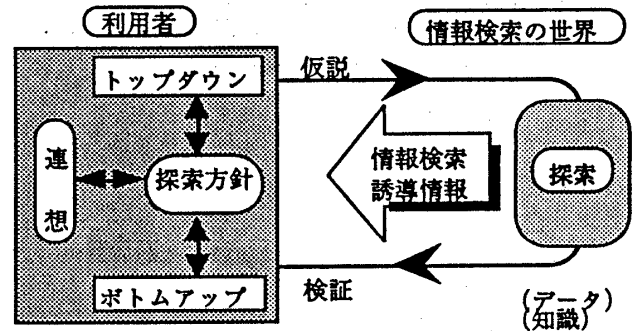 利用者
情報検索の世界
トップダウン
仮説
連想
探索方針
情報検索
誘導情報
探索
ボトムアップ
検証
(データ)
(知識)